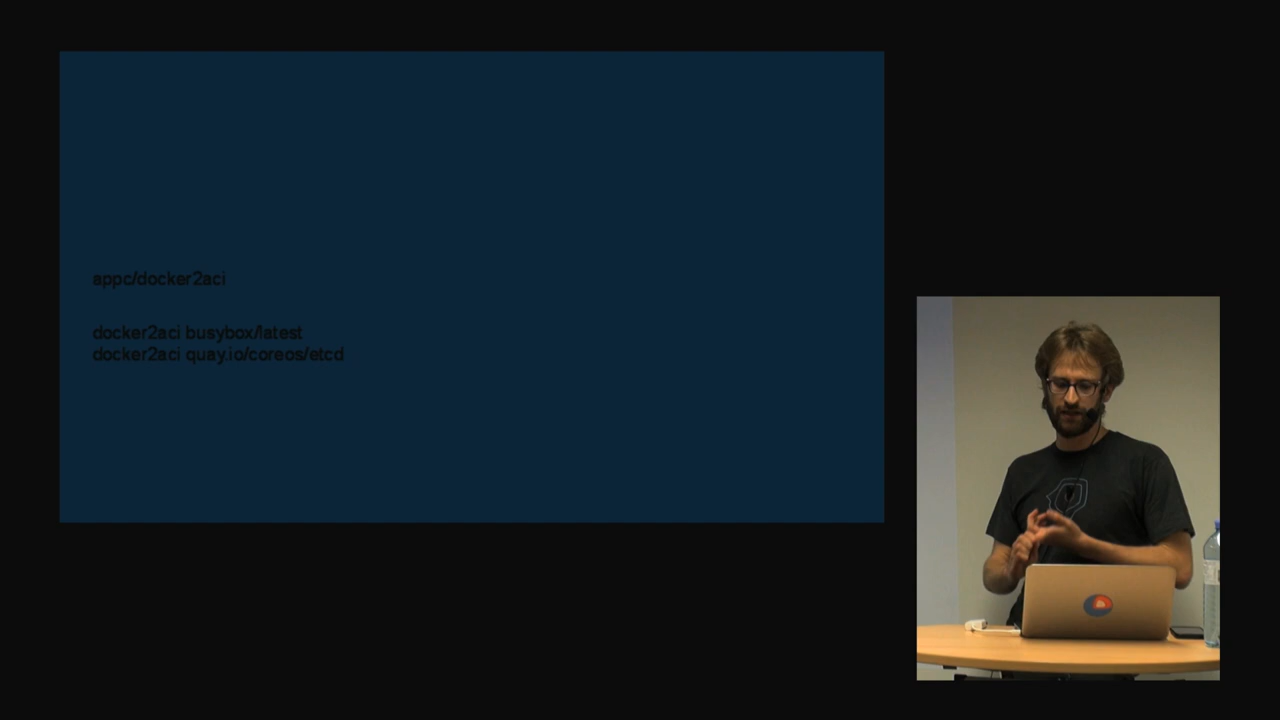 appc/docker2aci
docker2aci busybox/latest
docker2aci quay.io/coreos/etcd